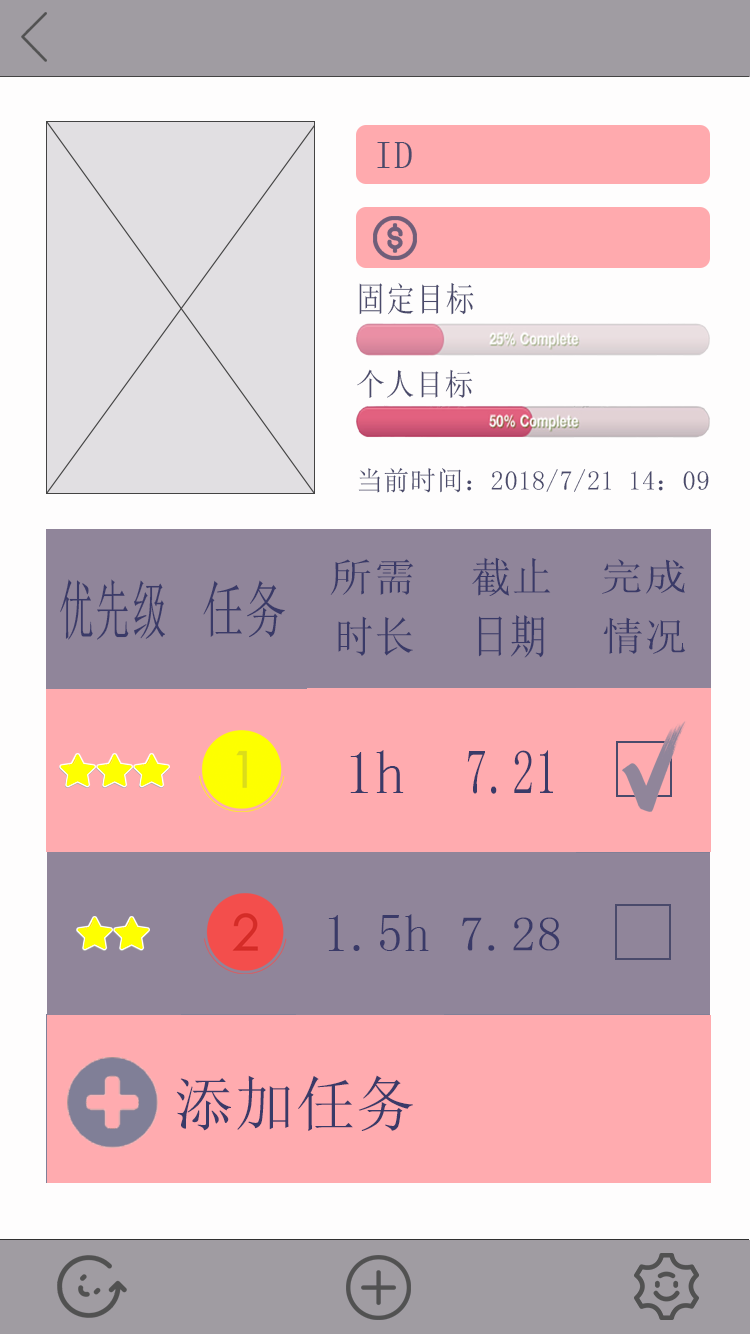 ID
$
固定目标
25% Complete
个人目标
50% Complete
当前时间：2018/7/21 14：09
优先级 任务 所需时长 截止日期 完成情况
1 1h 7.21
2 1.5h 7.28
添加任务